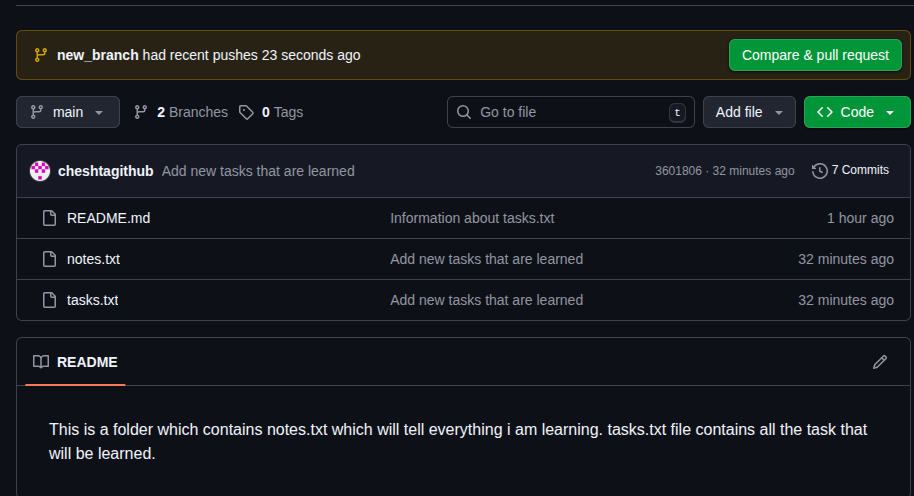 new_branch had recent pushes 23 seconds ago Compare & pull request
main 2 Branches 0 Tags Go to file t Add file Code
cheshtagithub Add new tasks that are learned 3601806 · 32 minutes ago 7 Commits
README.md Information about tasks.txt 1 hour ago
notes.txt Add new tasks that are learned 32 minutes ago
tasks.txt Add new tasks that are learned 32 minutes ago
README
This is a folder which contains notes.txt which will tell everything i am learning. tasks.txt file contains all the task that
will be learned.